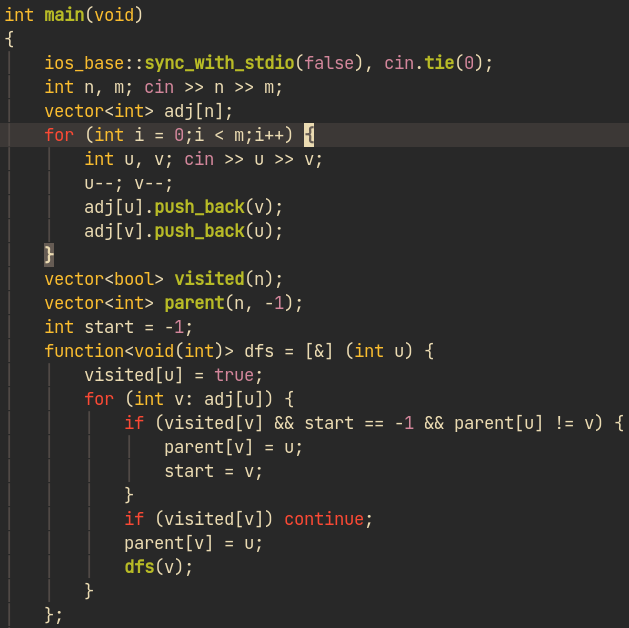 int main(void)
{
    ios_base::sync_with_stdio(false), cin.tie(0);
    int n, m; cin >> n >> m;
    vector<int> adj[n];
    for (int i = 0;i < m;i++) {
        int u, v; cin >> u >> v;
        u--; v--;
        adj[u].push_back(v);
        adj[v].push_back(u);
    }
    vector<bool> visited(n);
    vector<int> parent(n, -1);
    int start = -1;
    function<void(int)> dfs = [&] (int u) {
        visited[u] = true;
        for (int v: adj[u]) {
            if (visited[v] && start == -1 && parent[u] != v) {
                parent[v] = u;
                start = v;
            }
            if (visited[v]) continue;
            parent[v] = u;
            dfs(v);
        }
    };